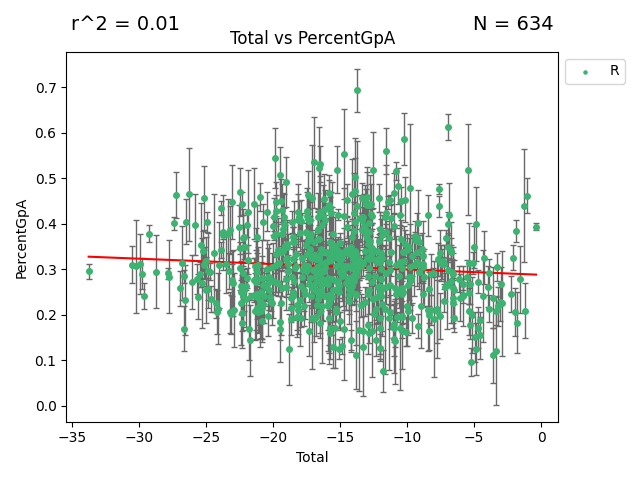 r^2 = 0.01
N = 634
Total vs PercentGpA
R
0.7
0.6
0.5
0.4
0.3
0.2
0.1
0.0
PercentGpA
−35
−30
−25
−20
−15
−10
−5
0
Total